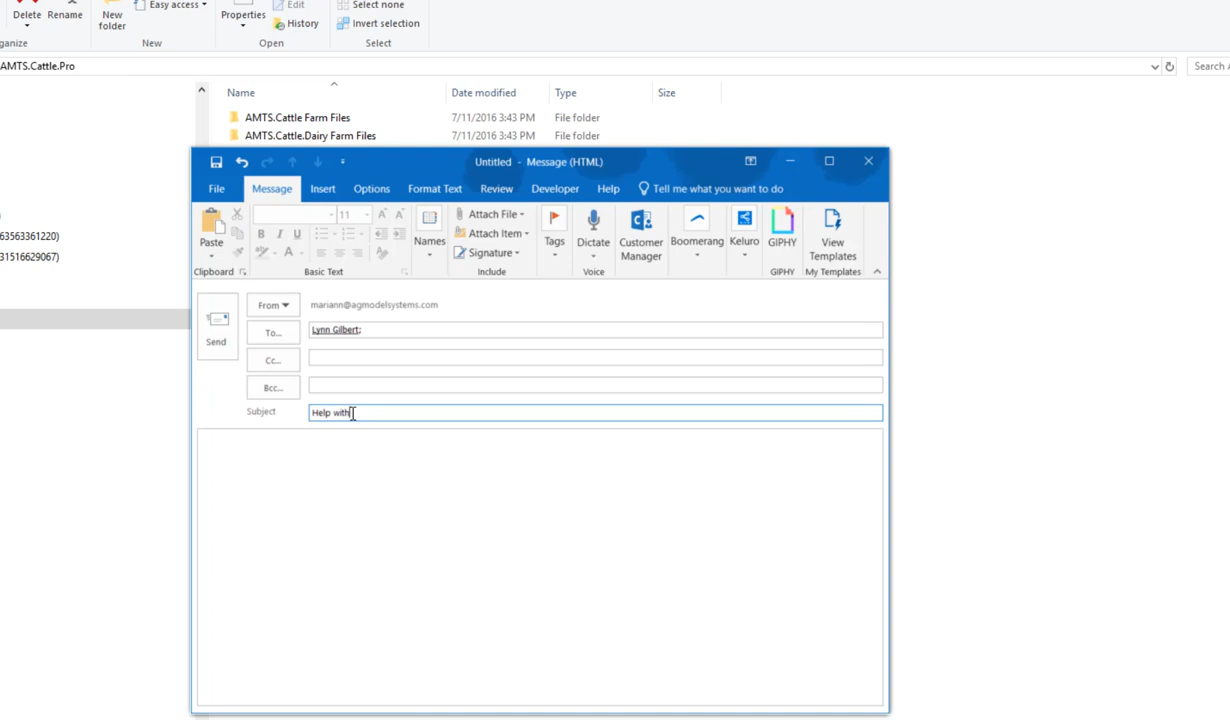 Delete Rename New folder Easy access Properties Edit History Select none Invert selection
ganize New Open Select
AMTS.Cattle.Pro Search A
Name Date modified Type Size
AMTS.Cattle Farm Files 7/11/2016 3:43 PM File folder
AMTS.Cattle.Dairy Farm Files 7/11/2016 3:43 PM File folder
)
63563361220)
31516629067)
Untitled - Message (HTML)
File Message Insert Options Format Text Review Developer Help Tell me what you want to do
Paste 11 A A Names Attach File Tags Dictate Customer Manager Boomerang Keluro GIPHY View Templates
B I U Attach Item
A Signature
Clipboard Basic Text Include Voice GIPHY My Templates
From mariann@agmodelsystems.com
Send
To... Lynn Gilbert;
Cc...
Bcc...
Subject Help with